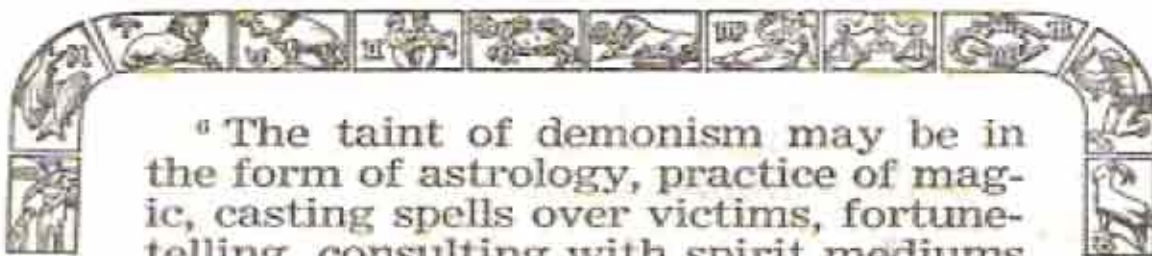 ⁶ The taint of demonism may be in
the form of astrology, practice of mag-
ic, casting spells over victims, fortune-
telling, consulting with spirit mediums